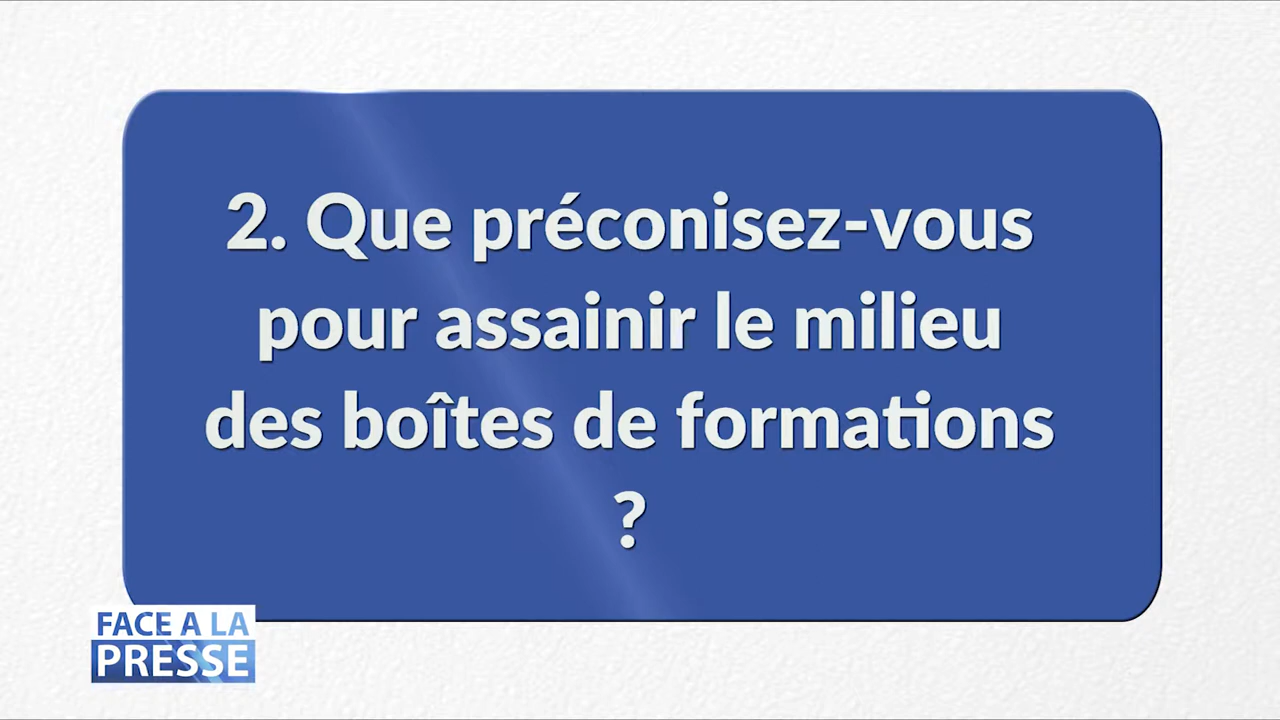 2. Que préconisez-vous
pour assainir le milieu
des boîtes de formations
?
FACE A LA
PRESSE